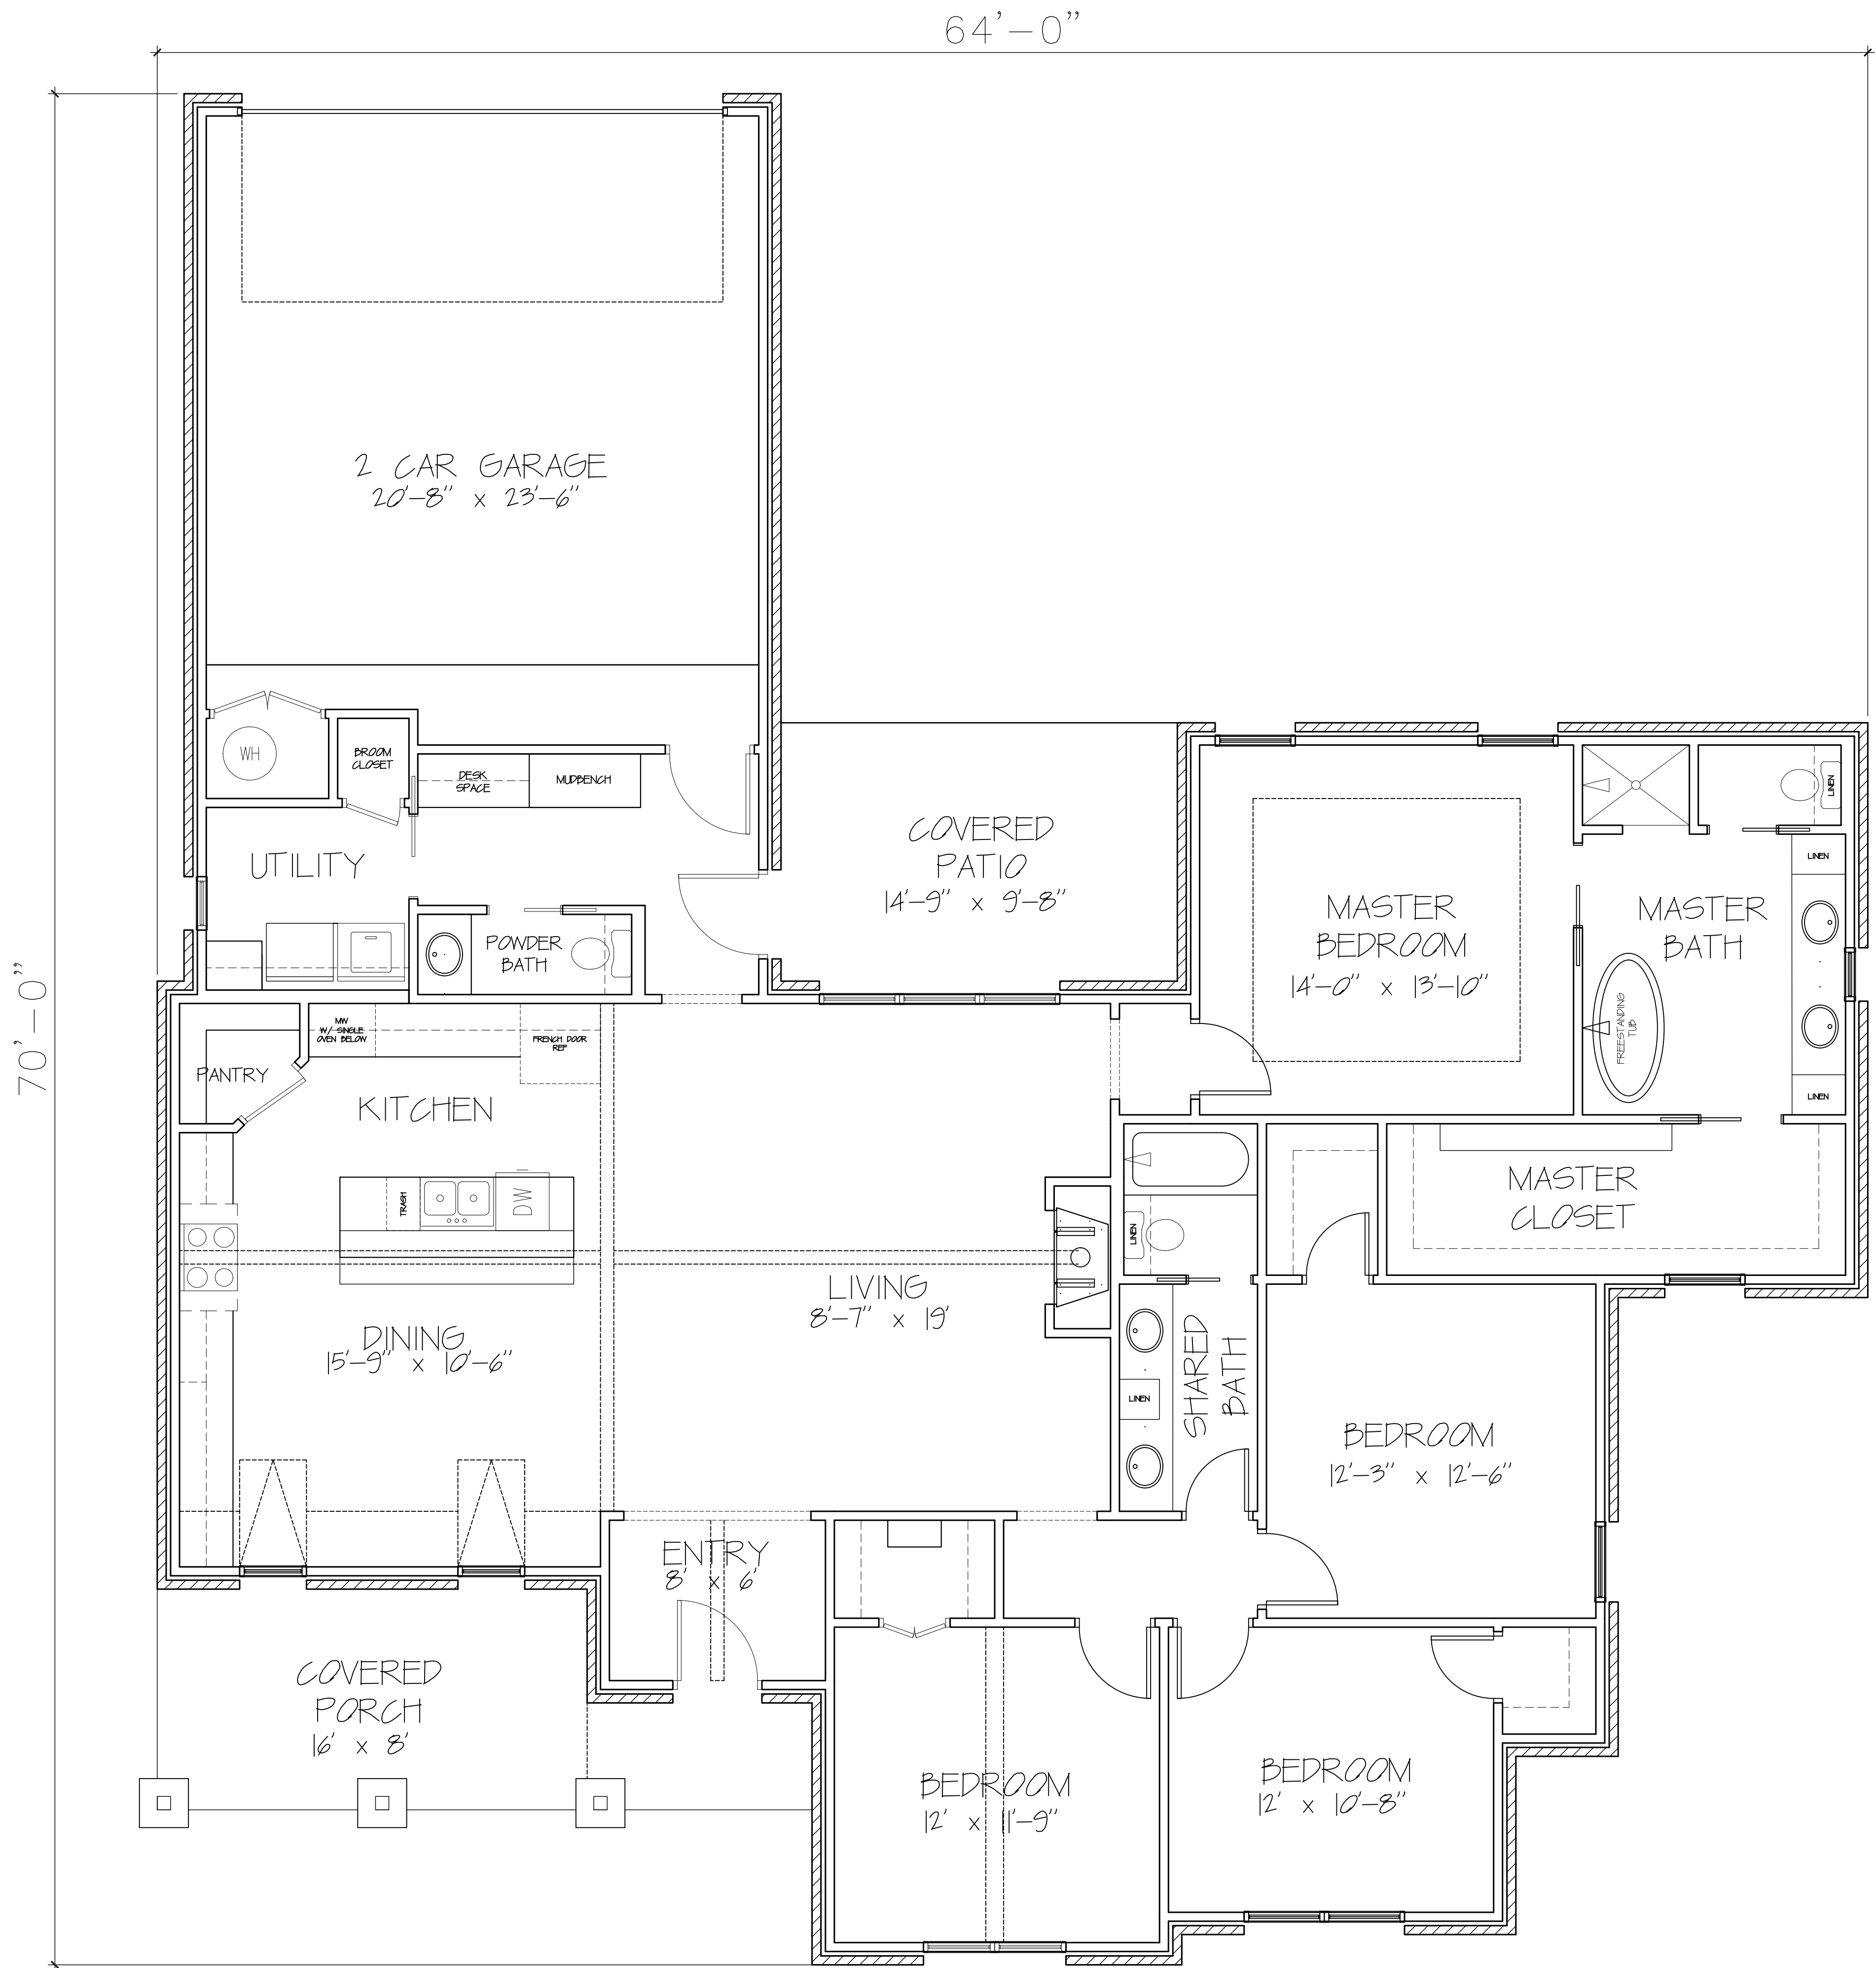 64'-0"
70'-0"
2 CAR GARAGE
20'-8" x 23'-6"
WH
BROOM
CLOSET
DESK
SPACE
MUDBENCH
UTILITY
POWDER
BATH
COVERED
PATIO
14'-9" x 9'-8"
MASTER
BEDROOM
14'-0" x 13'-10"
LINEN
LINEN
MASTER
BATH
FREESTANDING
TUB
LINEN
PANTRY
MW
W/ SINGLE
OVEN BELOW
FRENCH DOOR
REF
KITCHEN
TRASH
DW
MASTER
CLOSET
LINEN
LIVING
8'-7" x 19'
DINING
15'-9" x 10'-6"
LINEN
SHARED
BATH
BEDROOM
12'-3" x 12'-6"
ENTRY
8' x 6'
COVERED
PORCH
16' x 8'
BEDROOM
12' x 11'-9"
BEDROOM
12' x 10'-8"